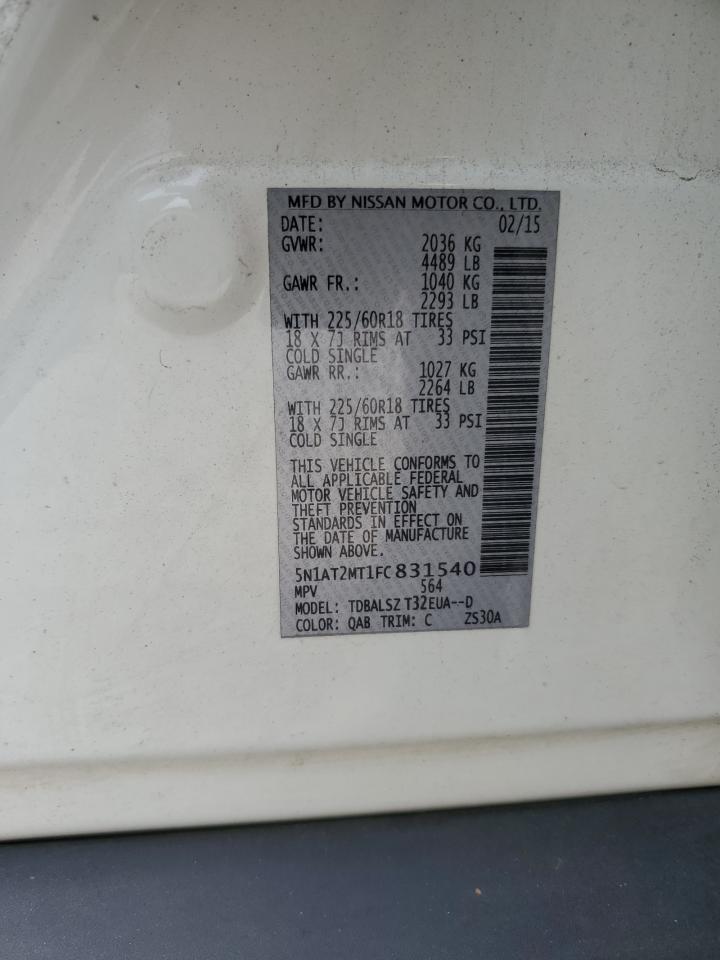 MFD BY NISSAN MOTOR CO., LTD.
DATE: 02/15
GVWR: 2036 KG
4489 LB
GAWR FR.: 1040 KG
2293 LB
WITH 225/60R18 TIRES
18 X 7J RIMS AT 33 PSI
COLD SINGLE
GAWR RR.: 1027 KG
2264 LB
WITH 225/60R18 TIRES
18 X 7J RIMS AT 33 PSI
COLD SINGLE
THIS VEHICLE CONFORMS TO
ALL APPLICABLE FEDERAL
MOTOR VEHICLE SAFETY AND
THEFT PREVENTION
STANDARDS IN EFFECT ON
THE DATE OF MANUFACTURE
SHOWN ABOVE.
5N1AT2MT1FC831540
MPV 564
MODEL: TDBALSZ T32EUA--D
COLOR: QAB TRIM: C ZS30A